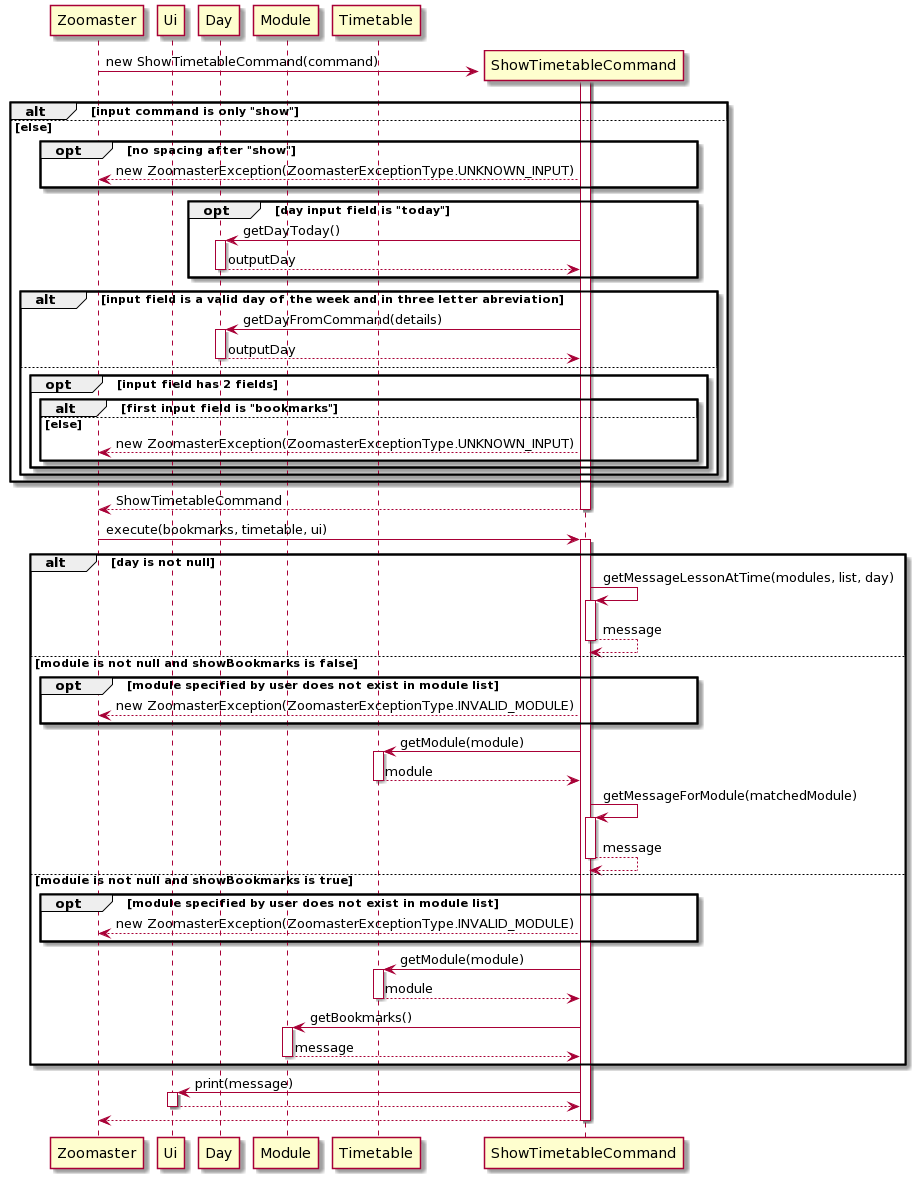 Zoomaster Ui Day Module Timetable
new ShowTimetableCommand(command)
ShowTimetableCommand
alt [input command is only "show"]
[else]
opt [no spacing after "show"]
new ZoomasterException(ZoomasterExceptionType.UNKNOWN_INPUT)
opt [day input field is "today"]
getDayToday()
outputDay
alt [input field is a valid day of the week and in three letter abreviation]
getDayFromCommand(details)
outputDay
opt [input field has 2 fields]
alt [first input field is "bookmarks"]
[else]
new ZoomasterException(ZoomasterExceptionType.UNKNOWN_INPUT)
ShowTimetableCommand
execute(bookmarks, timetable, ui)
alt [day is not null]
getMessageLessonAtTime(modules, list, day)
message
[module is not null and showBookmarks is false]
opt [module specified by user does not exist in module list]
new ZoomasterException(ZoomasterExceptionType.INVALID_MODULE)
getModule(module)
module
getMessageForModule(matchedModule)
message
[module is not null and showBookmarks is true]
opt [module specified by user does not exist in module list]
new ZoomasterException(ZoomasterExceptionType.INVALID_MODULE)
getModule(module)
module
getBookmarks()
message
print(message)
Zoomaster Ui Day Module Timetable ShowTimetableCommand